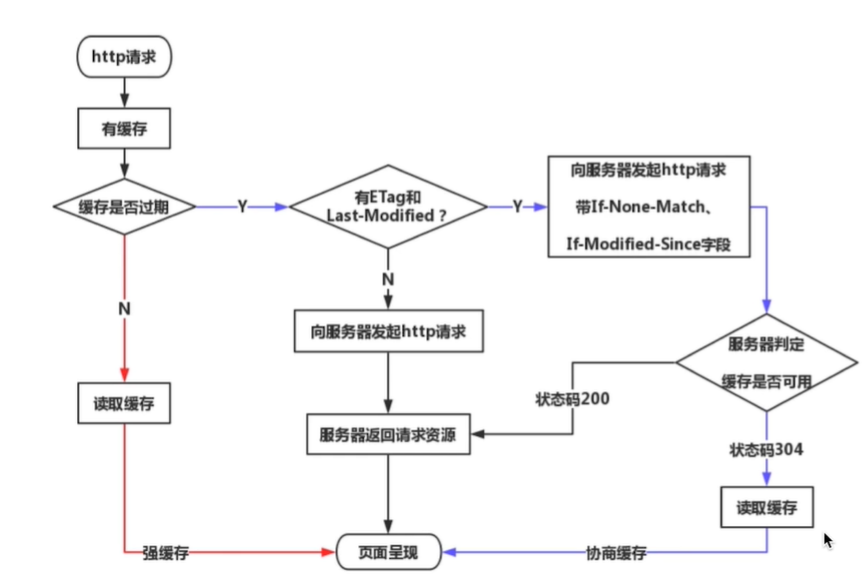 http请求
有缓存
缓存是否过期
Y
有ETag和
Last-Modified？
Y
向服务器发起http请求
带If-None-Match、
If-Modified-Since字段
N
N
向服务器发起http请求
服务器判定
缓存是否可用
读取缓存
状态码200
服务器返回请求资源
状态码304
读取缓存
强缓存
页面呈现
协商缓存